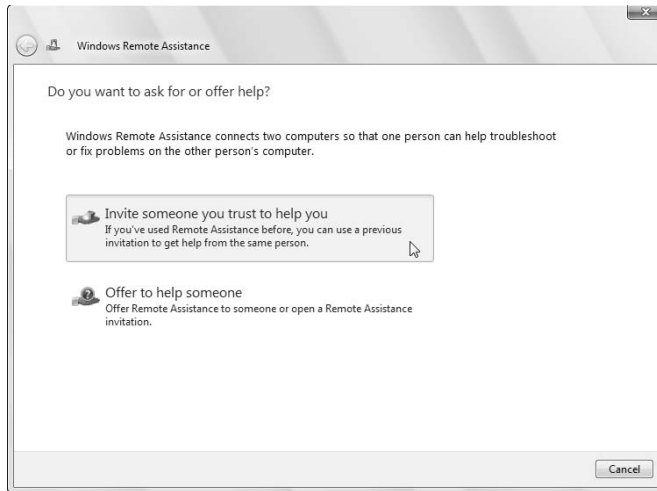 Windows Remote Assistance
Do you want to ask for or offer help?
Windows Remote Assistance connects two computers so that one person can help troubleshoot
or fix problems on the other person's computer.
Invite someone you trust to help you
If you've used Remote Assistance before, you can use a previous
invitation to get help from the same person.
Offer to help someone
Offer Remote Assistance to someone or open a Remote Assistance
invitation.
Cancel